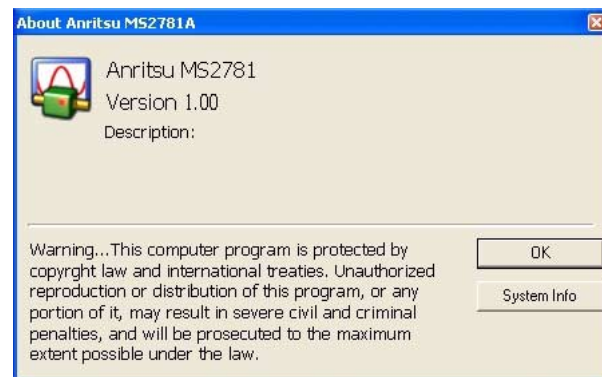 About Anritsu MS2781A
Anritsu MS2781
Version 1.00
Description:
Warning...This computer program is protected by
copyrght law and international treaties. Unauthorized
reproduction or distribution of this program, or any
portion of it, may result in severe civil and criminal
penalties, and will be prosecuted to the maximum
extent possible under the law.
OK
System Info